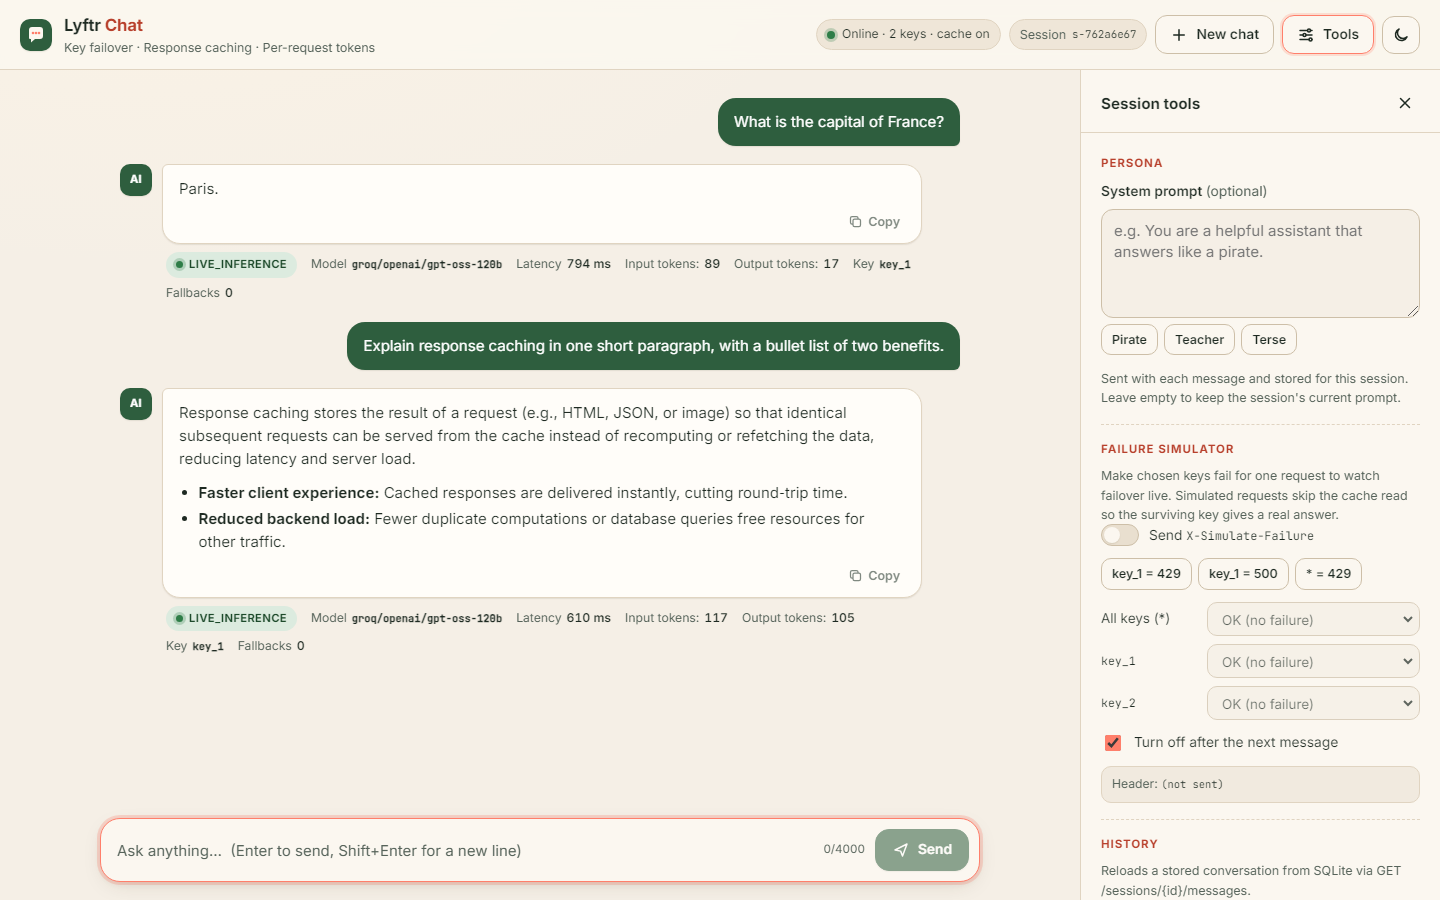 Lyftr Chat
Key failover · Response caching · Per-request tokens
Online · 2 keys · cache on
Session s-762a6e67
New chat
Tools
What is the capital of France?
AI
Paris.
Copy
LIVE_INFERENCE Model groq/openai/gpt-oss-120b Latency 794 ms Input tokens: 89 Output tokens: 17 Key key_1
Fallbacks 0
Explain response caching in one short paragraph, with a bullet list of two benefits.
AI
Response caching stores the result of a request (e.g., HTML, JSON, or image) so that identical
subsequent requests can be served from the cache instead of recomputing or refetching the data,
reducing latency and server load.
• Faster client experience: Cached responses are delivered instantly, cutting round-trip time.
• Reduced backend load: Fewer duplicate computations or database queries free resources for
other traffic.
Copy
LIVE_INFERENCE Model groq/openai/gpt-oss-120b Latency 610 ms Input tokens: 117 Output tokens: 105
Key key_1 Fallbacks 0
Ask anything... (Enter to send, Shift+Enter for a new line)
0/4000
Send
Session tools
PERSONA
System prompt (optional)
e.g. You are a helpful assistant that
answers like a pirate.
Pirate Teacher Terse
Sent with each message and stored for this session.
Leave empty to keep the session's current prompt.
FAILURE SIMULATOR
Make chosen keys fail for one request to watch
failover live. Simulated requests skip the cache read
so the surviving key gives a real answer.
Send X-Simulate-Failure
key_1 = 429 key_1 = 500 * = 429
All keys (*) OK (no failure)
key_1 OK (no failure)
key_2 OK (no failure)
Turn off after the next message
Header: (not sent)
HISTORY
Reloads a stored conversation from SQLite via GET
/sessions/{id}/messages.